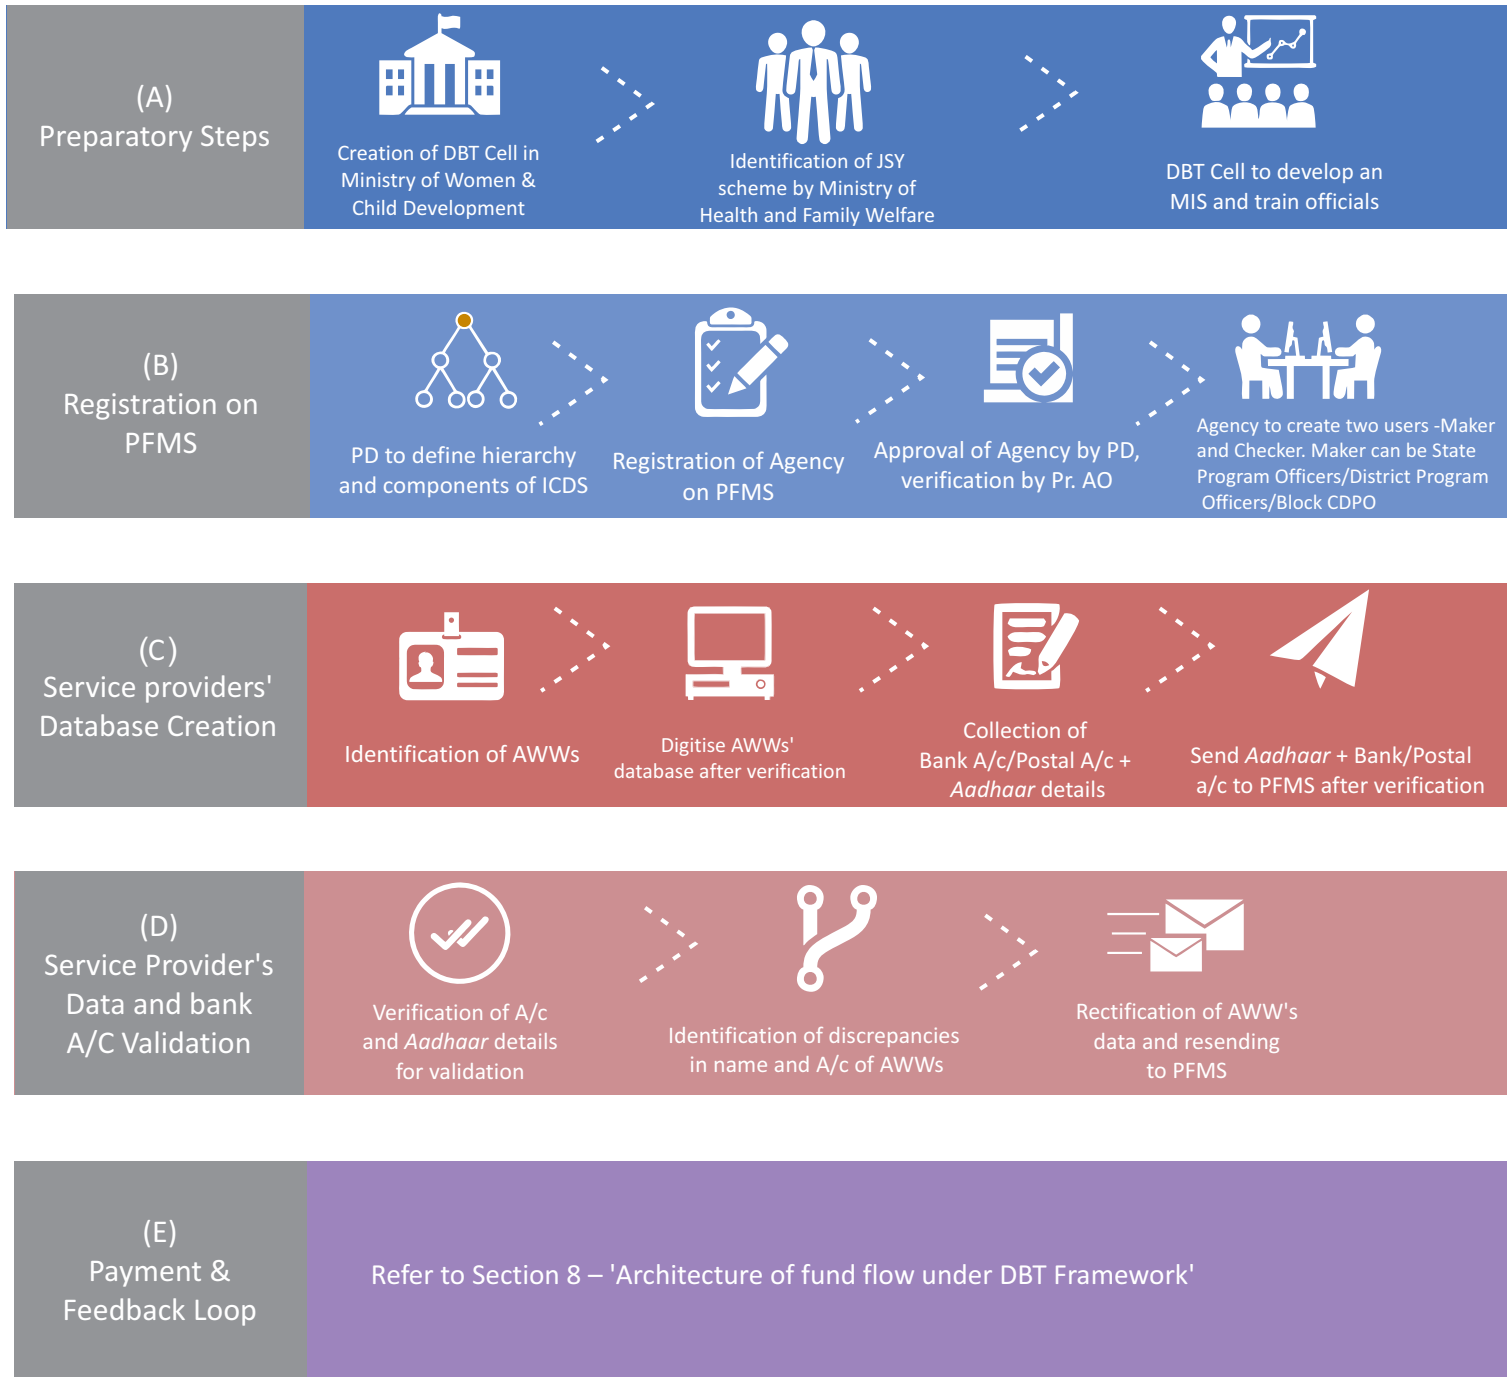 (A)
Preparatory Steps
Creation of DBT Cell in
Ministry of Women &
Child Development
Identification of JSY
scheme by Ministry of
Health and Family Welfare
DBT Cell to develop an
MIS and train officials
(B)
Registration on
PFMS
PD to define hierarchy
and components of ICDS
Registration of Agency
on PFMS
Approval of Agency by PD,
verification by Pr. AO
Agency to create two users -Maker
and Checker. Maker can be State
Program Officers/District Program
Officers/Block CDPO
(C)
Service providers'
Database Creation
Identification of AWWs
Digitise AWWs'
database after verification
Collection of
Bank A/c/Postal A/c +
Aadhaar details
Send Aadhaar + Bank/Postal
a/c to PFMS after verification
(D)
Service Provider's
Data and bank
A/C Validation
Verification of A/c
and Aadhaar details
for validation
Identification of discrepancies
in name and A/c of AWWs
Rectification of AWW's
data and resending
to PFMS
(E)
Payment &
Feedback Loop
Refer to Section 8 – 'Architecture of fund flow under DBT Framework'